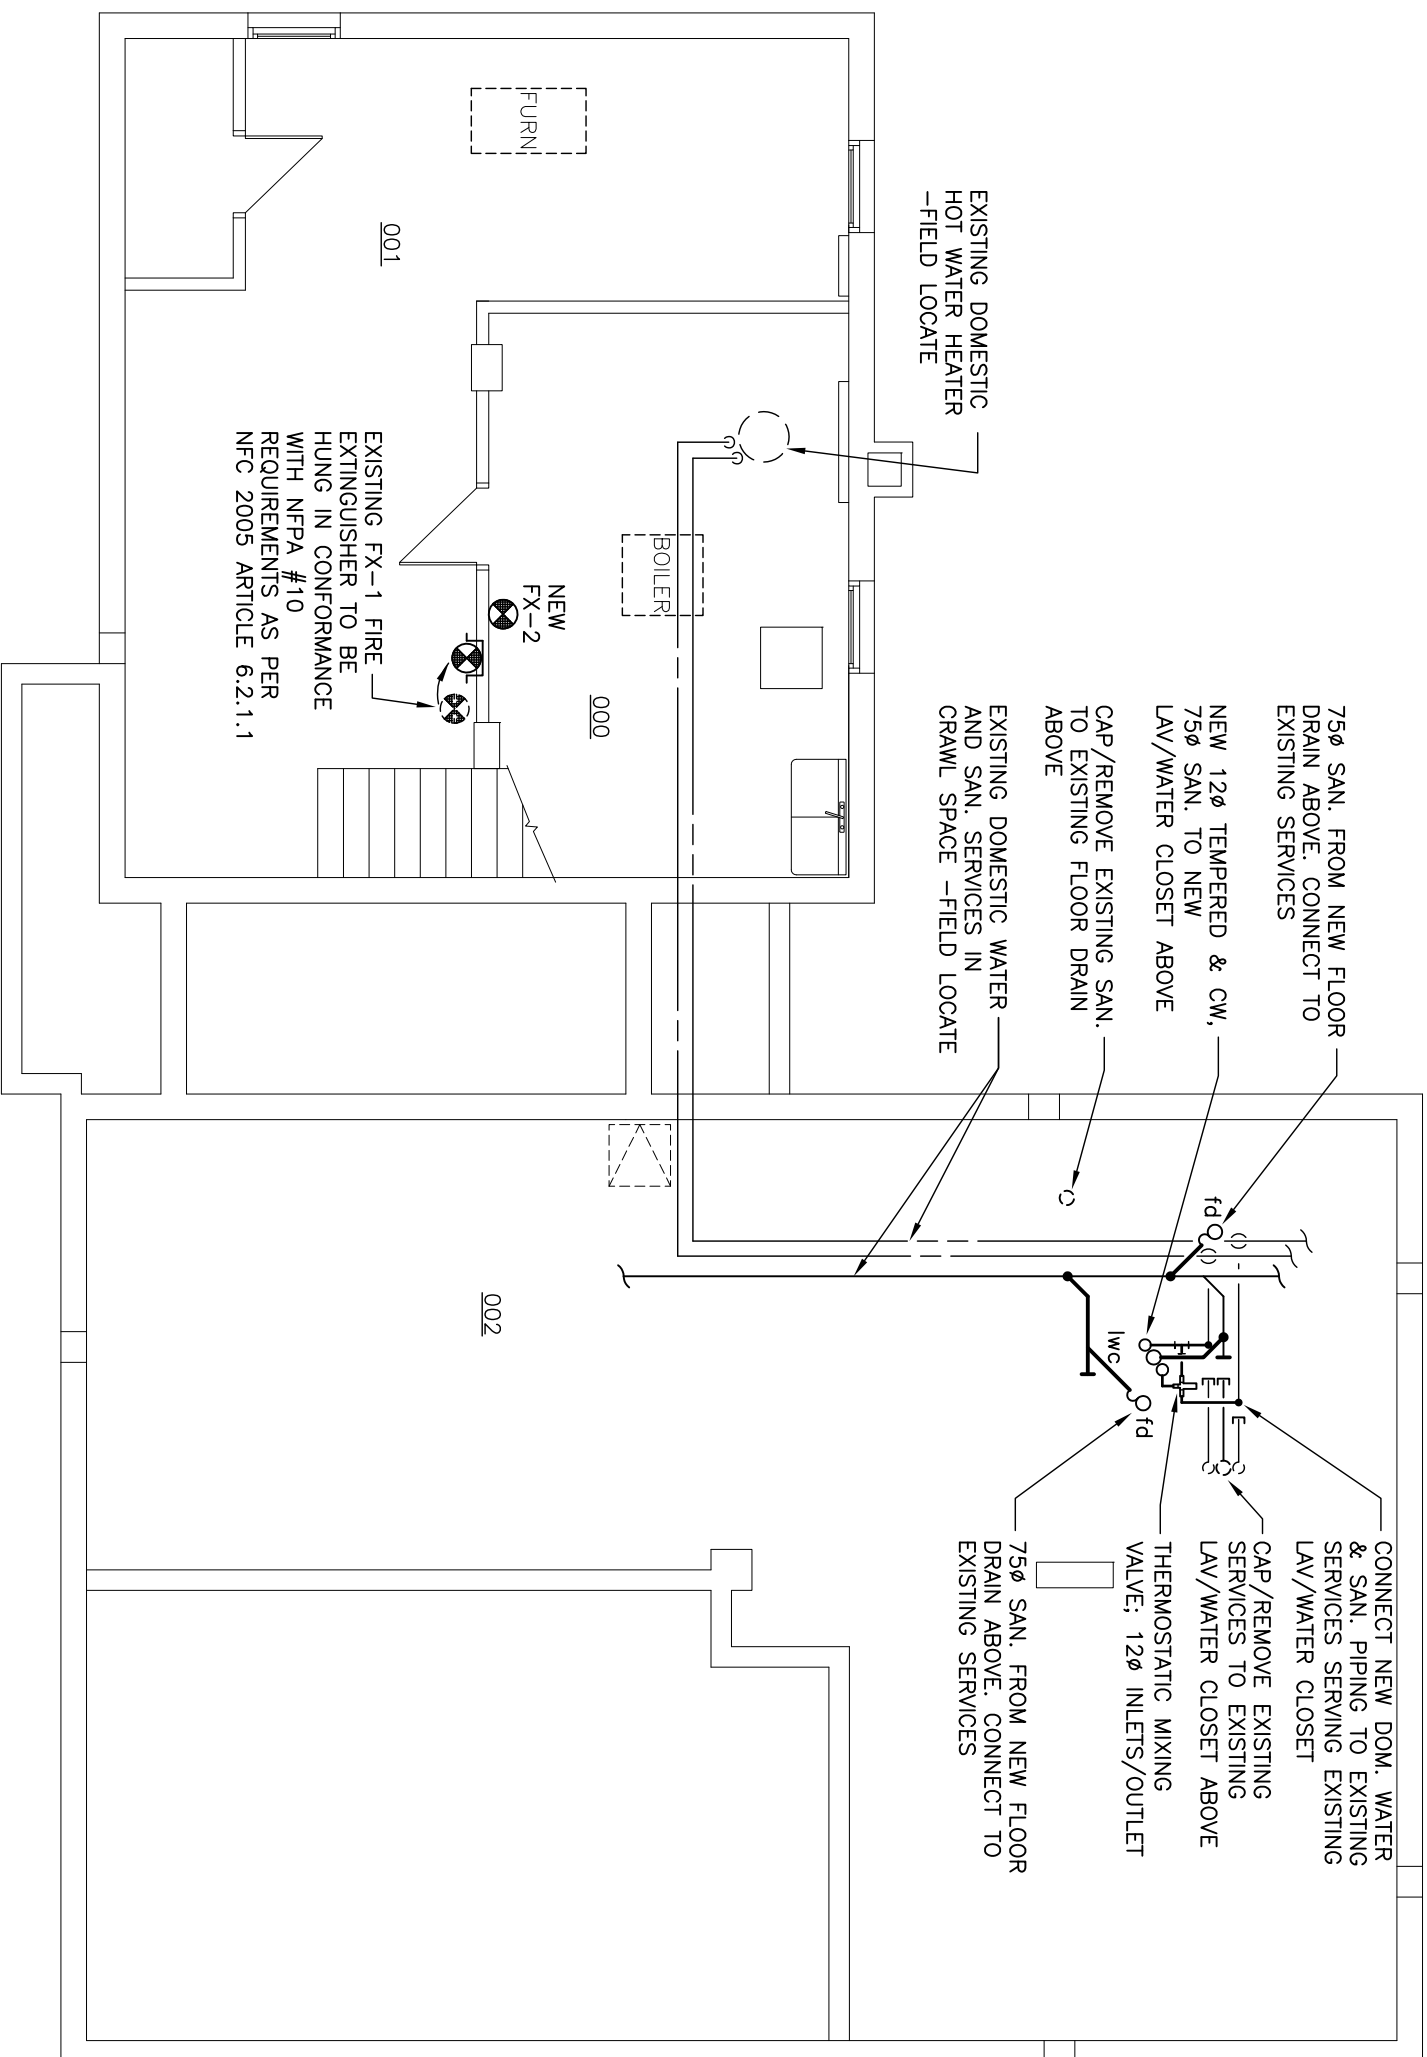 75ø SAN. FROM NEW FLOOR
DRAIN ABOVE. CONNECT TO
EXISTING SERVICES
NEW 12ø TEMPERED & CW,
75ø SAN. TO NEW
LAV/WATER CLOSET ABOVE
CAP/REMOVE EXISTING SAN.
TO EXISTING FLOOR DRAIN
ABOVE
EXISTING DOMESTIC WATER
AND SAN. SERVICES IN
CRAWL SPACE -FIELD LOCATE
CONNECT NEW DOM. WATER
& SAN. PIPING TO EXISTING
SERVICES SERVING EXISTING
LAV/WATER CLOSET
CAP/REMOVE EXISTING
SERVICES TO EXISTING
LAV/WATER CLOSET ABOVE
THERMOSTATIC MIXING
VALVE; 12ø INLETS/OUTLET
75ø SAN. FROM NEW FLOOR
DRAIN ABOVE. CONNECT TO
EXISTING SERVICES
fd
lwc
fd
EXISTING DOMESTIC
HOT WATER HEATER
-FIELD LOCATE
BOILER
FURN
000
NEW
FX-2
002
001
EXISTING FX-1 FIRE
EXTINGUISHER TO BE
HUNG IN CONFORMANCE
WITH NFPA #10
REQUIREMENTS AS PER
NFC 2005 ARTICLE 6.2.1.1